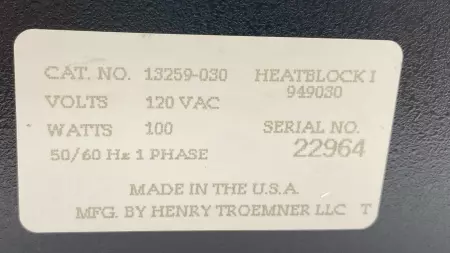 CAT. NO. 13259-030 HEATBLOCK I
949030
VOLTS 120 VAC
WATTS 100 SERIAL NO.
22964
50/60 Hz 1 PHASE
MADE IN THE U.S.A
MFG. BY HENRY TROEMNER LLC T